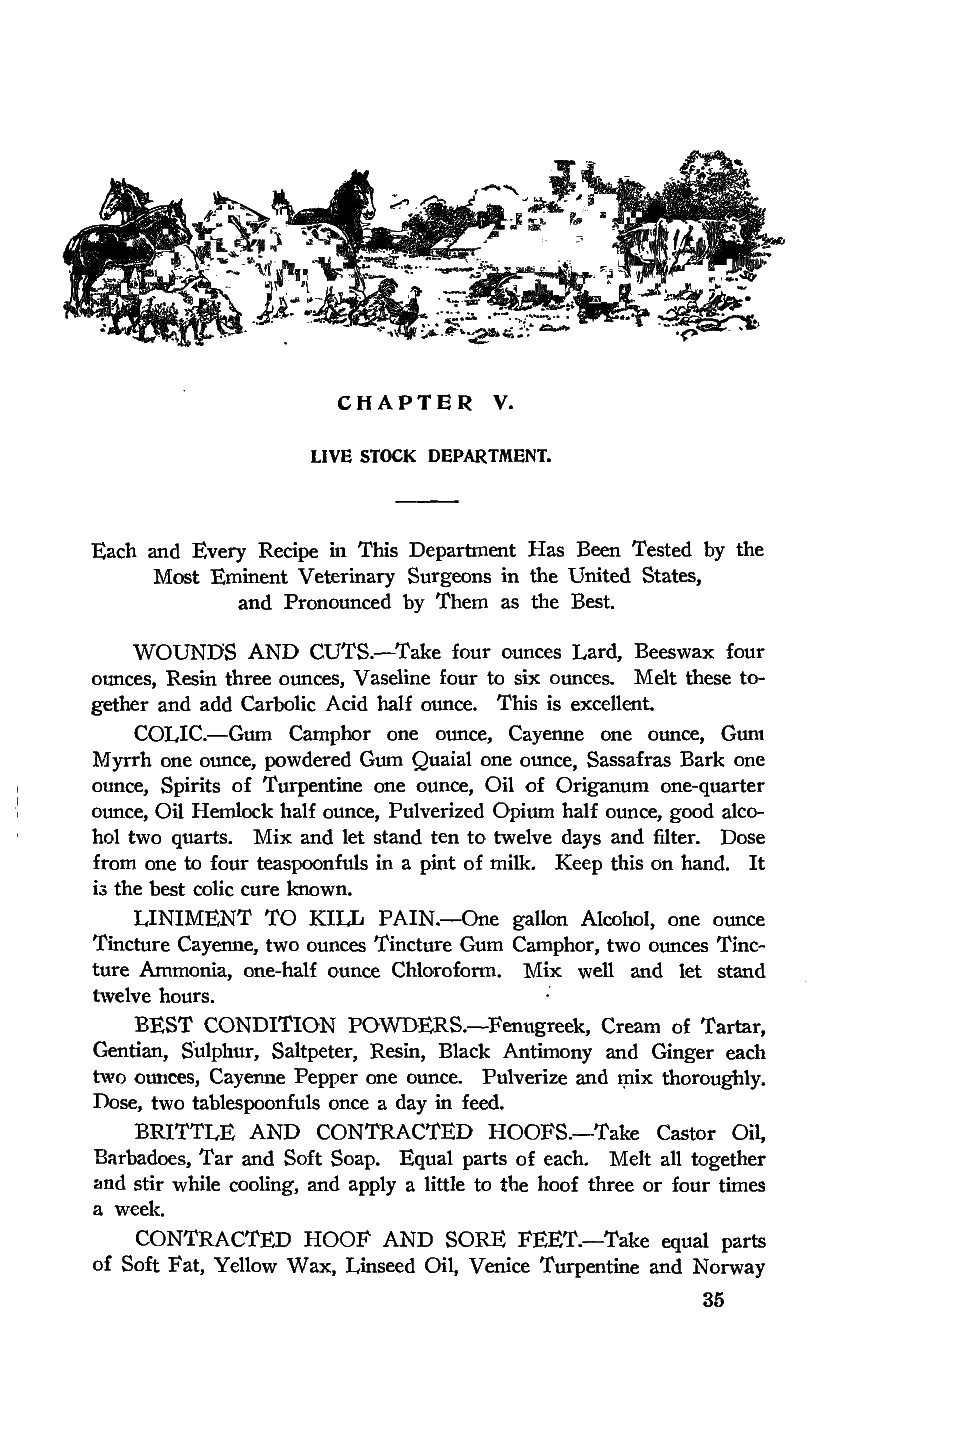 CHAPTER V.
LIVE STOCK DEPARTMENT.
Each and Every Recipe in This Department Has Been Tested by the
Most Eminent Veterinary Surgeons in the United States,
and Pronounced by Them as the Best.
WOUNDS AND CUTS.—Take four ounces Lard, Beeswax four
ounces, Resin three ounces, Vaseline four to six ounces. Melt these to-
gether and add Carbolic Acid half ounce. This is excellent.
COLIC.—Gum Camphor one ounce, Cayenne one ounce, Gum
Myrrh one ounce, powdered Gum Quaial one ounce, Sassafras Bark one
ounce, Spirits of Turpentine one ounce, Oil of Origanum one-quarter
ounce, Oil Hemlock half ounce, Pulverized Opium half ounce, good alco-
hol two quarts. Mix and let stand ten to twelve days and filter. Dose
from one to four teaspoonfuls in a pint of milk. Keep this on hand. It
is the best colic cure known.
LINIMENT TO KILL PAIN.—One gallon Alcohol, one ounce
Tincture Cayenne, two ounces Tincture Gum Camphor, two ounces Tinc-
ture Ammonia, one-half ounce Chloroform. Mix well and let stand
twelve hours.
BEST CONDITION POWDERS.—Fenugreek, Cream of Tartar,
Gentian, Sulphur, Saltpeter, Resin, Black Antimony and Ginger each
two ounces, Cayenne Pepper one ounce. Pulverize and mix thoroughly.
Dose, two tablespoonfuls once a day in feed.
BRITTLE AND CONTRACTED HOOFS.—Take Castor Oil,
Barbadoes, Tar and Soft Soap. Equal parts of each. Melt all together
and stir while cooling, and apply a little to the hoof three or four times
a week.
CONTRACTED HOOF AND SORE FEET.—Take equal parts
of Soft Fat, Yellow Wax, Linseed Oil, Venice Turpentine and Norway
35